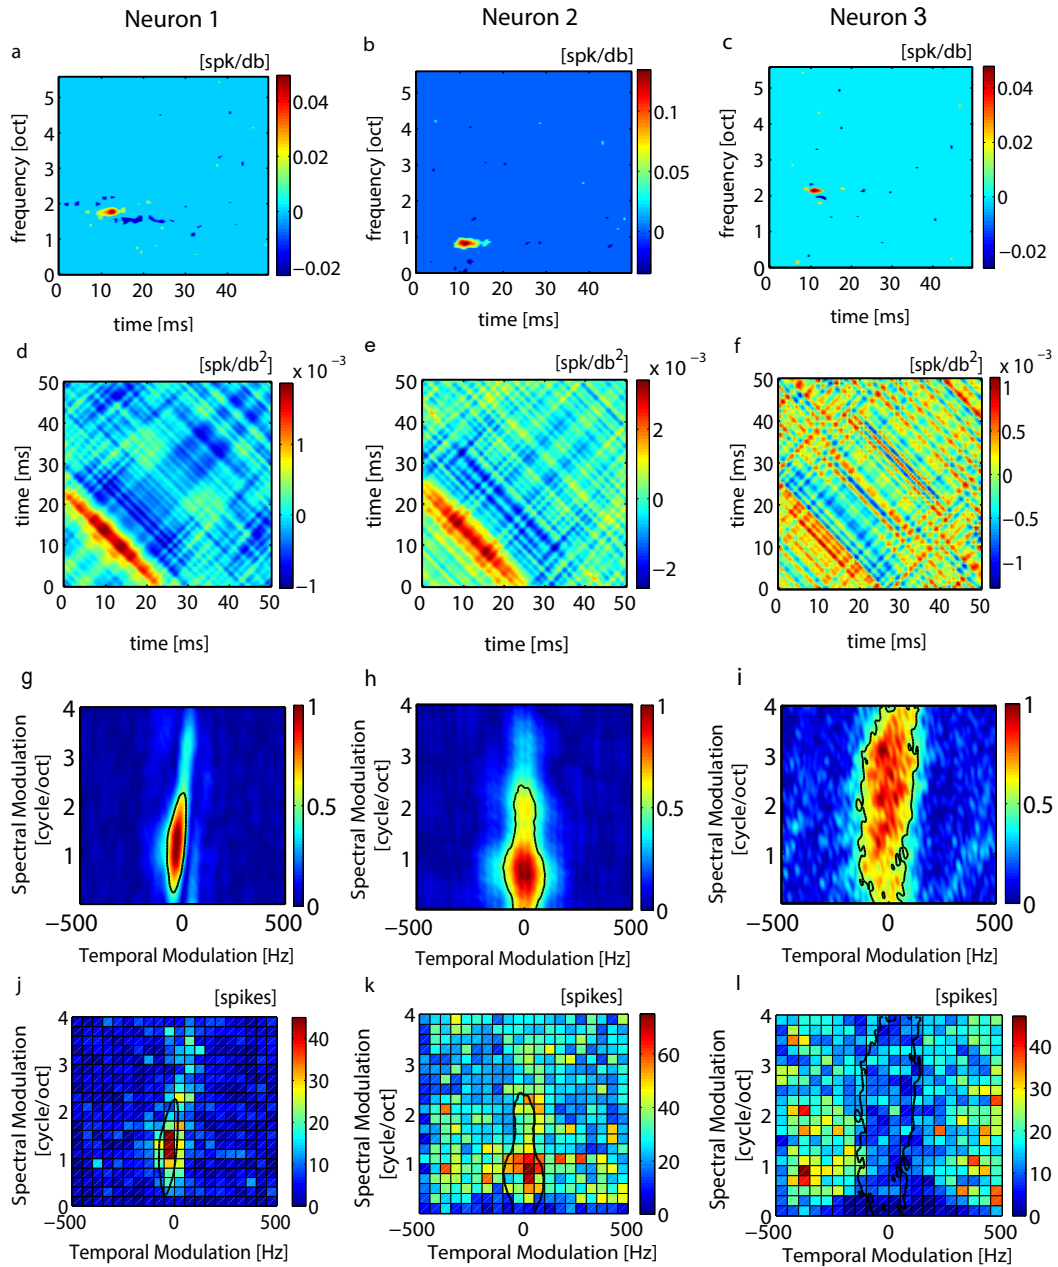 Neuron 1
Neuron 2
Neuron 3
a
[spk/db]
frequency [oct]
5
4
3
2
1
0
0 10 20 30 40
time [ms]
0.04
0.02
0
−0.02
b
[spk/db]
frequency [oct]
5
4
3
2
1
0
0 10 20 30 40
time [ms]
0.1
0.05
0
c
[spk/db]
frequency [oct]
5
4
3
2
1
0
0 10 20 30 40
time [ms]
0.04
0.02
0
−0.02
d
[spk/db2]
x 10 −3
time [ms]
50
40
30
20
10
0
0 10 20 30 40 50
time [ms]
1
0
−1
e
[spk/db2]
x 10 −3
time [ms]
50
40
30
20
10
0
0 10 20 30 40 50
time [ms]
2
0
−2
f
[spk/db2]
x 10 −3
time [ms]
50
40
30
20
10
0
0 10 20 30 40 50
time [ms]
1
0.5
0
−0.5
−1
g
Spectral Modulation
[cycle/oct]
4
3
2
1
−500 0 500
Temporal Modulation [Hz]
1
0.5
0
h
Spectral Modulation
[cycle/oct]
4
3
2
1
−500 0 500
Temporal Modulation [Hz]
1
0.5
0
i
Spectral Modulation
[cycle/oct]
4
3
2
1
−500 0 500
Temporal Modulation [Hz]
1
0.5
0
j
[spikes]
Spectral Modulation
[cycle/oct]
4
3
2
1
0
−500 0 500
Temporal Modulation [Hz]
40
30
20
10
0
k
[spikes]
Spectral Modulation
[cycle/oct]
4
3
2
1
0
−500 0 500
Temporal Modulation [Hz]
60
40
20
0
l
[spikes]
Spectral Modulation
[cycle/oct]
4
3
2
1
0
−500 0 500
Temporal Modulation [Hz]
40
30
20
10
0